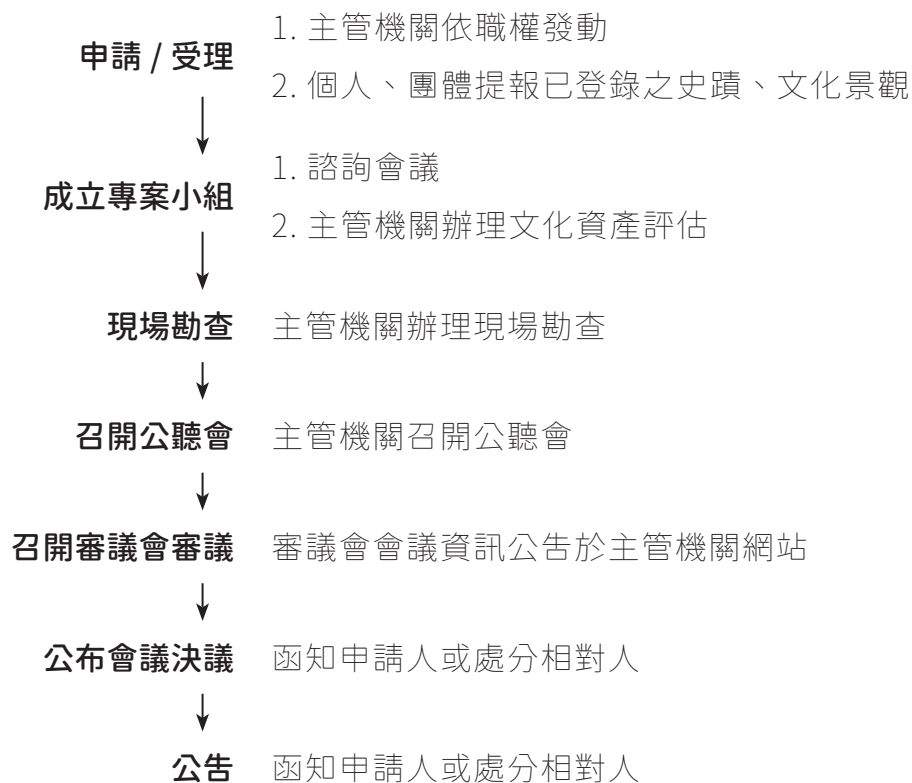 申請 / 受理
1. 主管機關依職權發動
2. 個人、團體提報已登錄之史蹟、文化景觀
成立專案小組
1. 諮詢會議
2. 主管機關辦理文化資產評估
現場勘查 主管機關辦理現場勘查
召開公聽會 主管機關召開公聽會
召開審議會審議 審議會會議資訊公告於主管機關網站
公布會議決議 函知申請人或處分相對人
公告 函知申請人或處分相對人